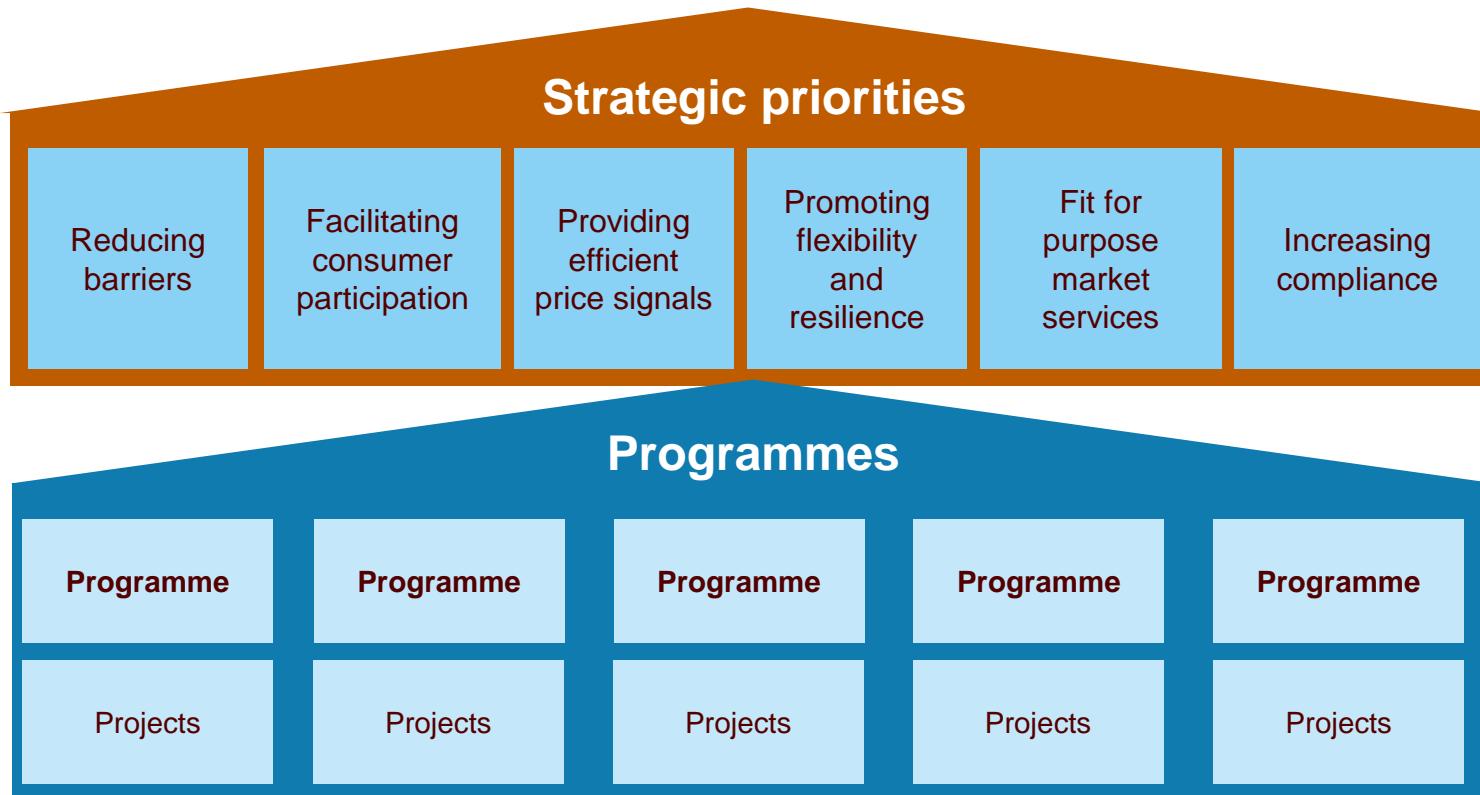 Strategic priorities
Reducing
barriers
Facilitating
consumer
participation
Providing
efficient
price signals
Promoting
flexibility
and
resilience
Fit for
purpose
market
services
Increasing
compliance
Programmes
Programme
Programme
Programme
Programme
Programme
Projects
Projects
Projects
Projects
Projects